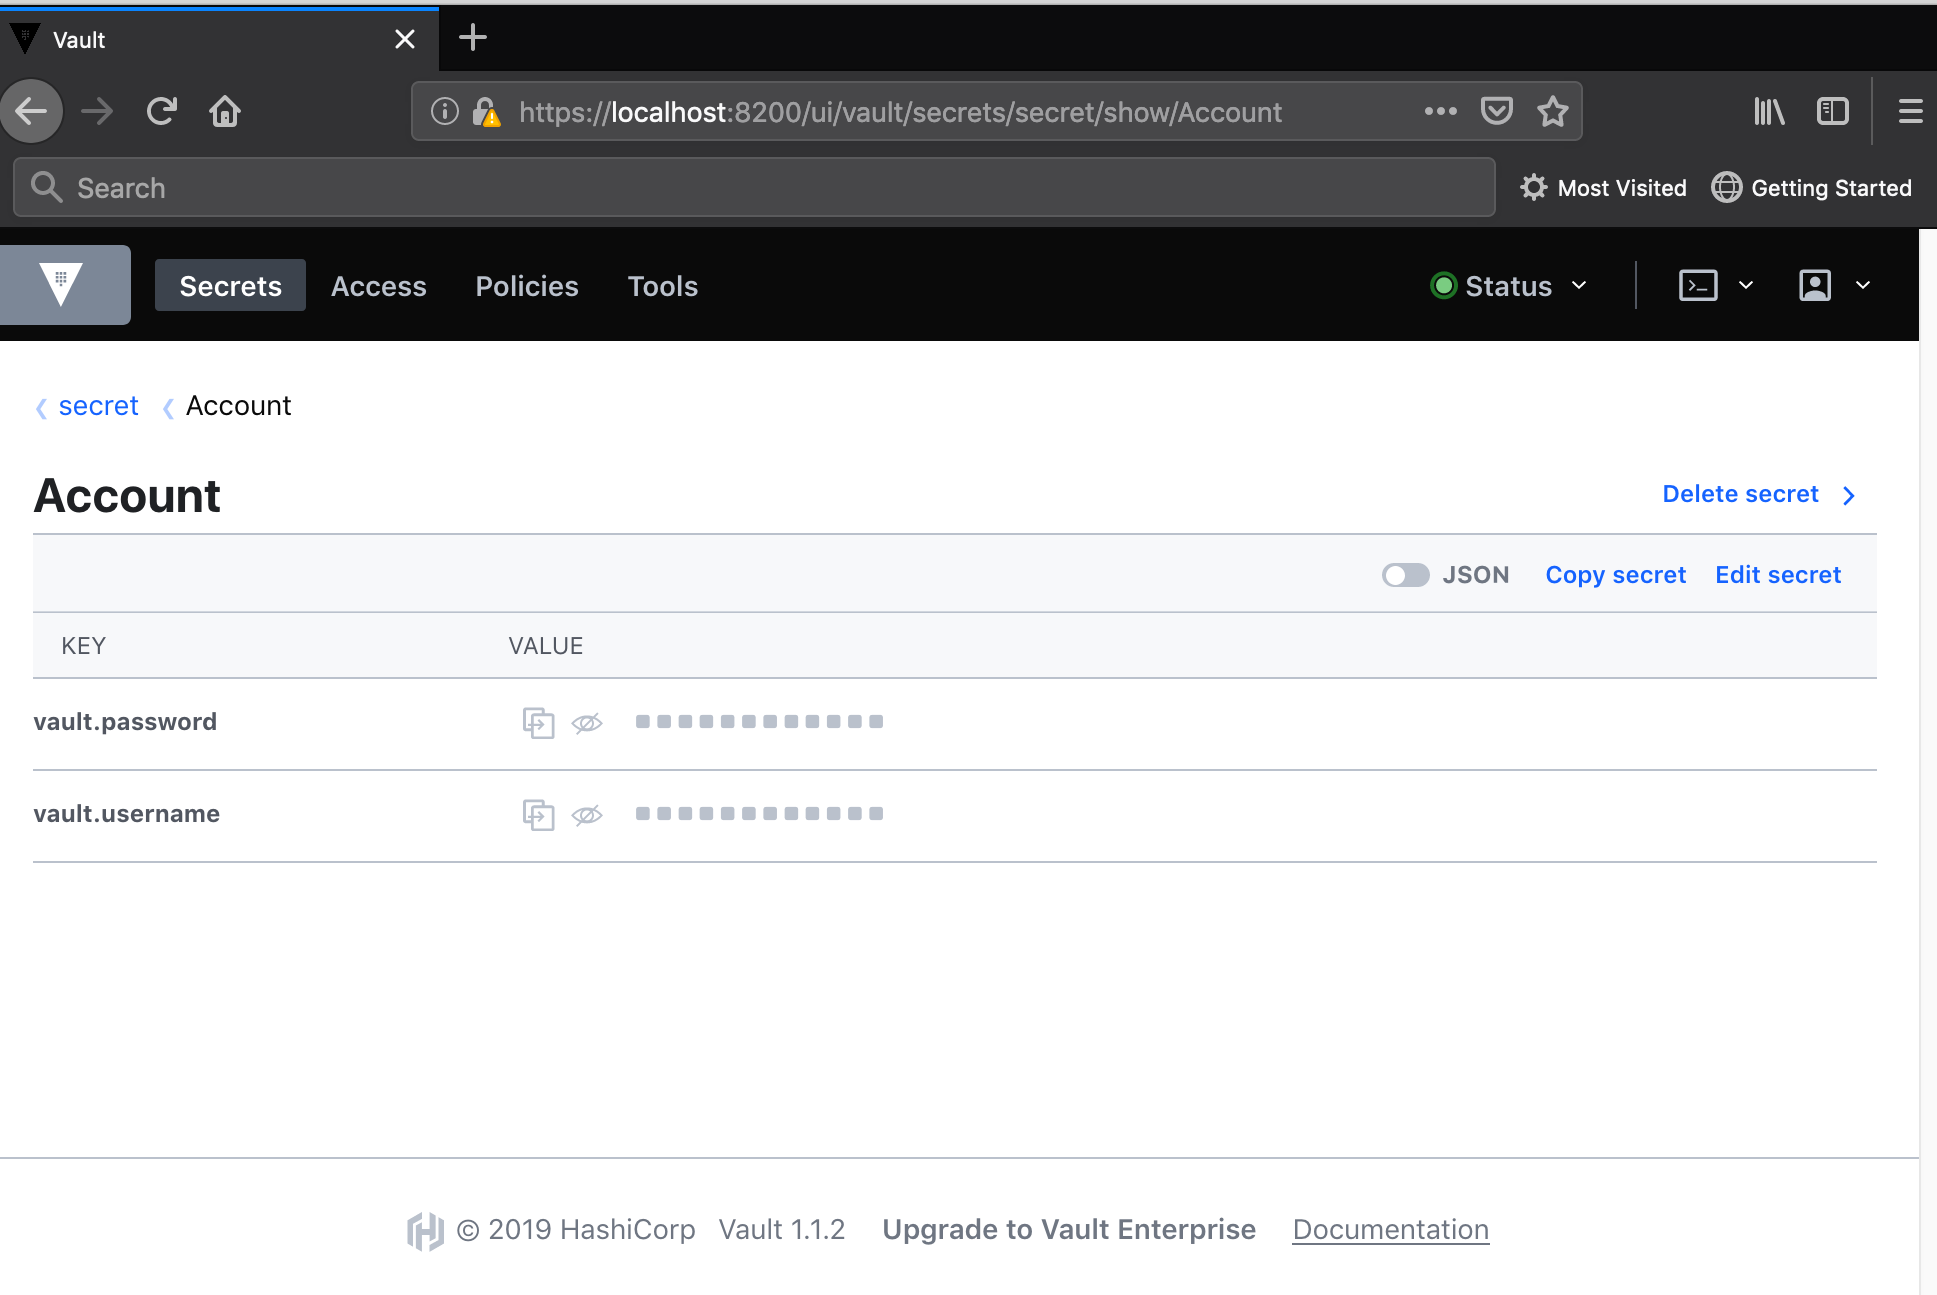 Vault
https://localhost:8200/ui/vault/secrets/secret/show/Account
Search
Most Visited
Getting Started
Secrets Access Policies Tools
Status
secret Account
Account
Delete secret
JSON Copy secret Edit secret
KEY VALUE
vault.password
vault.username
© 2019 HashiCorp Vault 1.1.2 Upgrade to Vault Enterprise Documentation